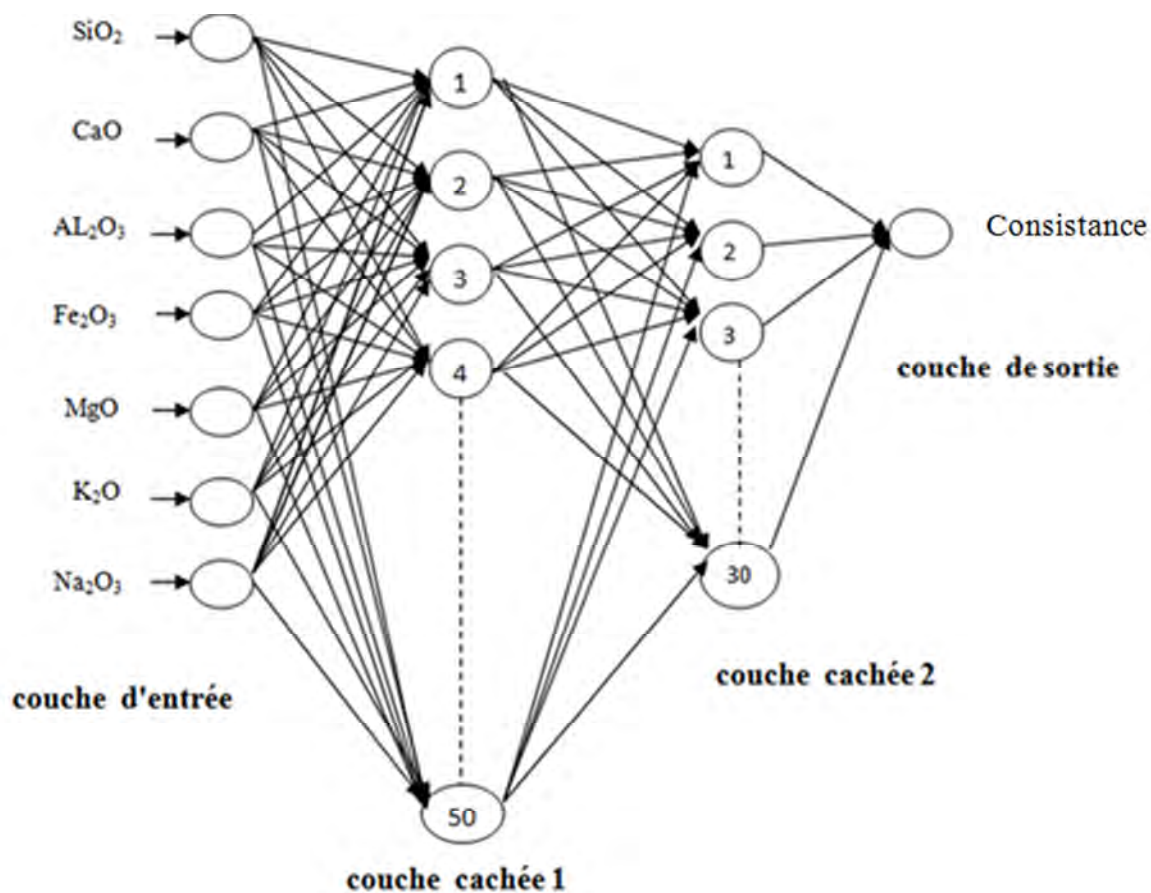 SiO₂
CaO
AL₂O₃
Fe₂O₃
MgO
K₂O
Na₂O₃
couche d'entrée
1
2
3
4
50
couche cachée 1
1
2
3
30
couche cachée 2
Consistance
couche de sortie